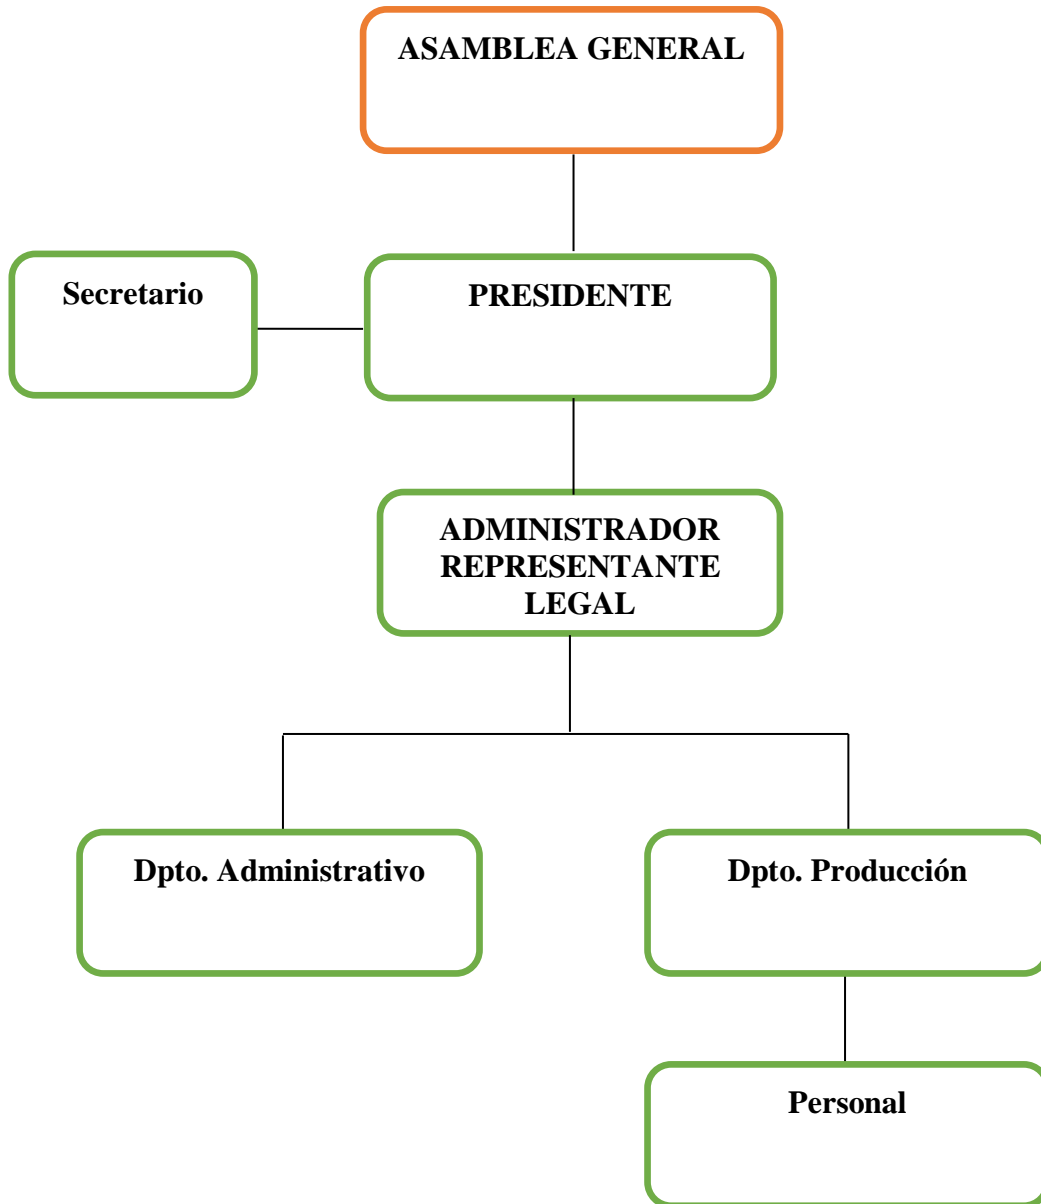 ASAMBLEA GENERAL
Secretario
PRESIDENTE
ADMINISTRADOR
REPRESENTANTE
LEGAL
Dpto. Administrativo
Dpto. Producción
Personal